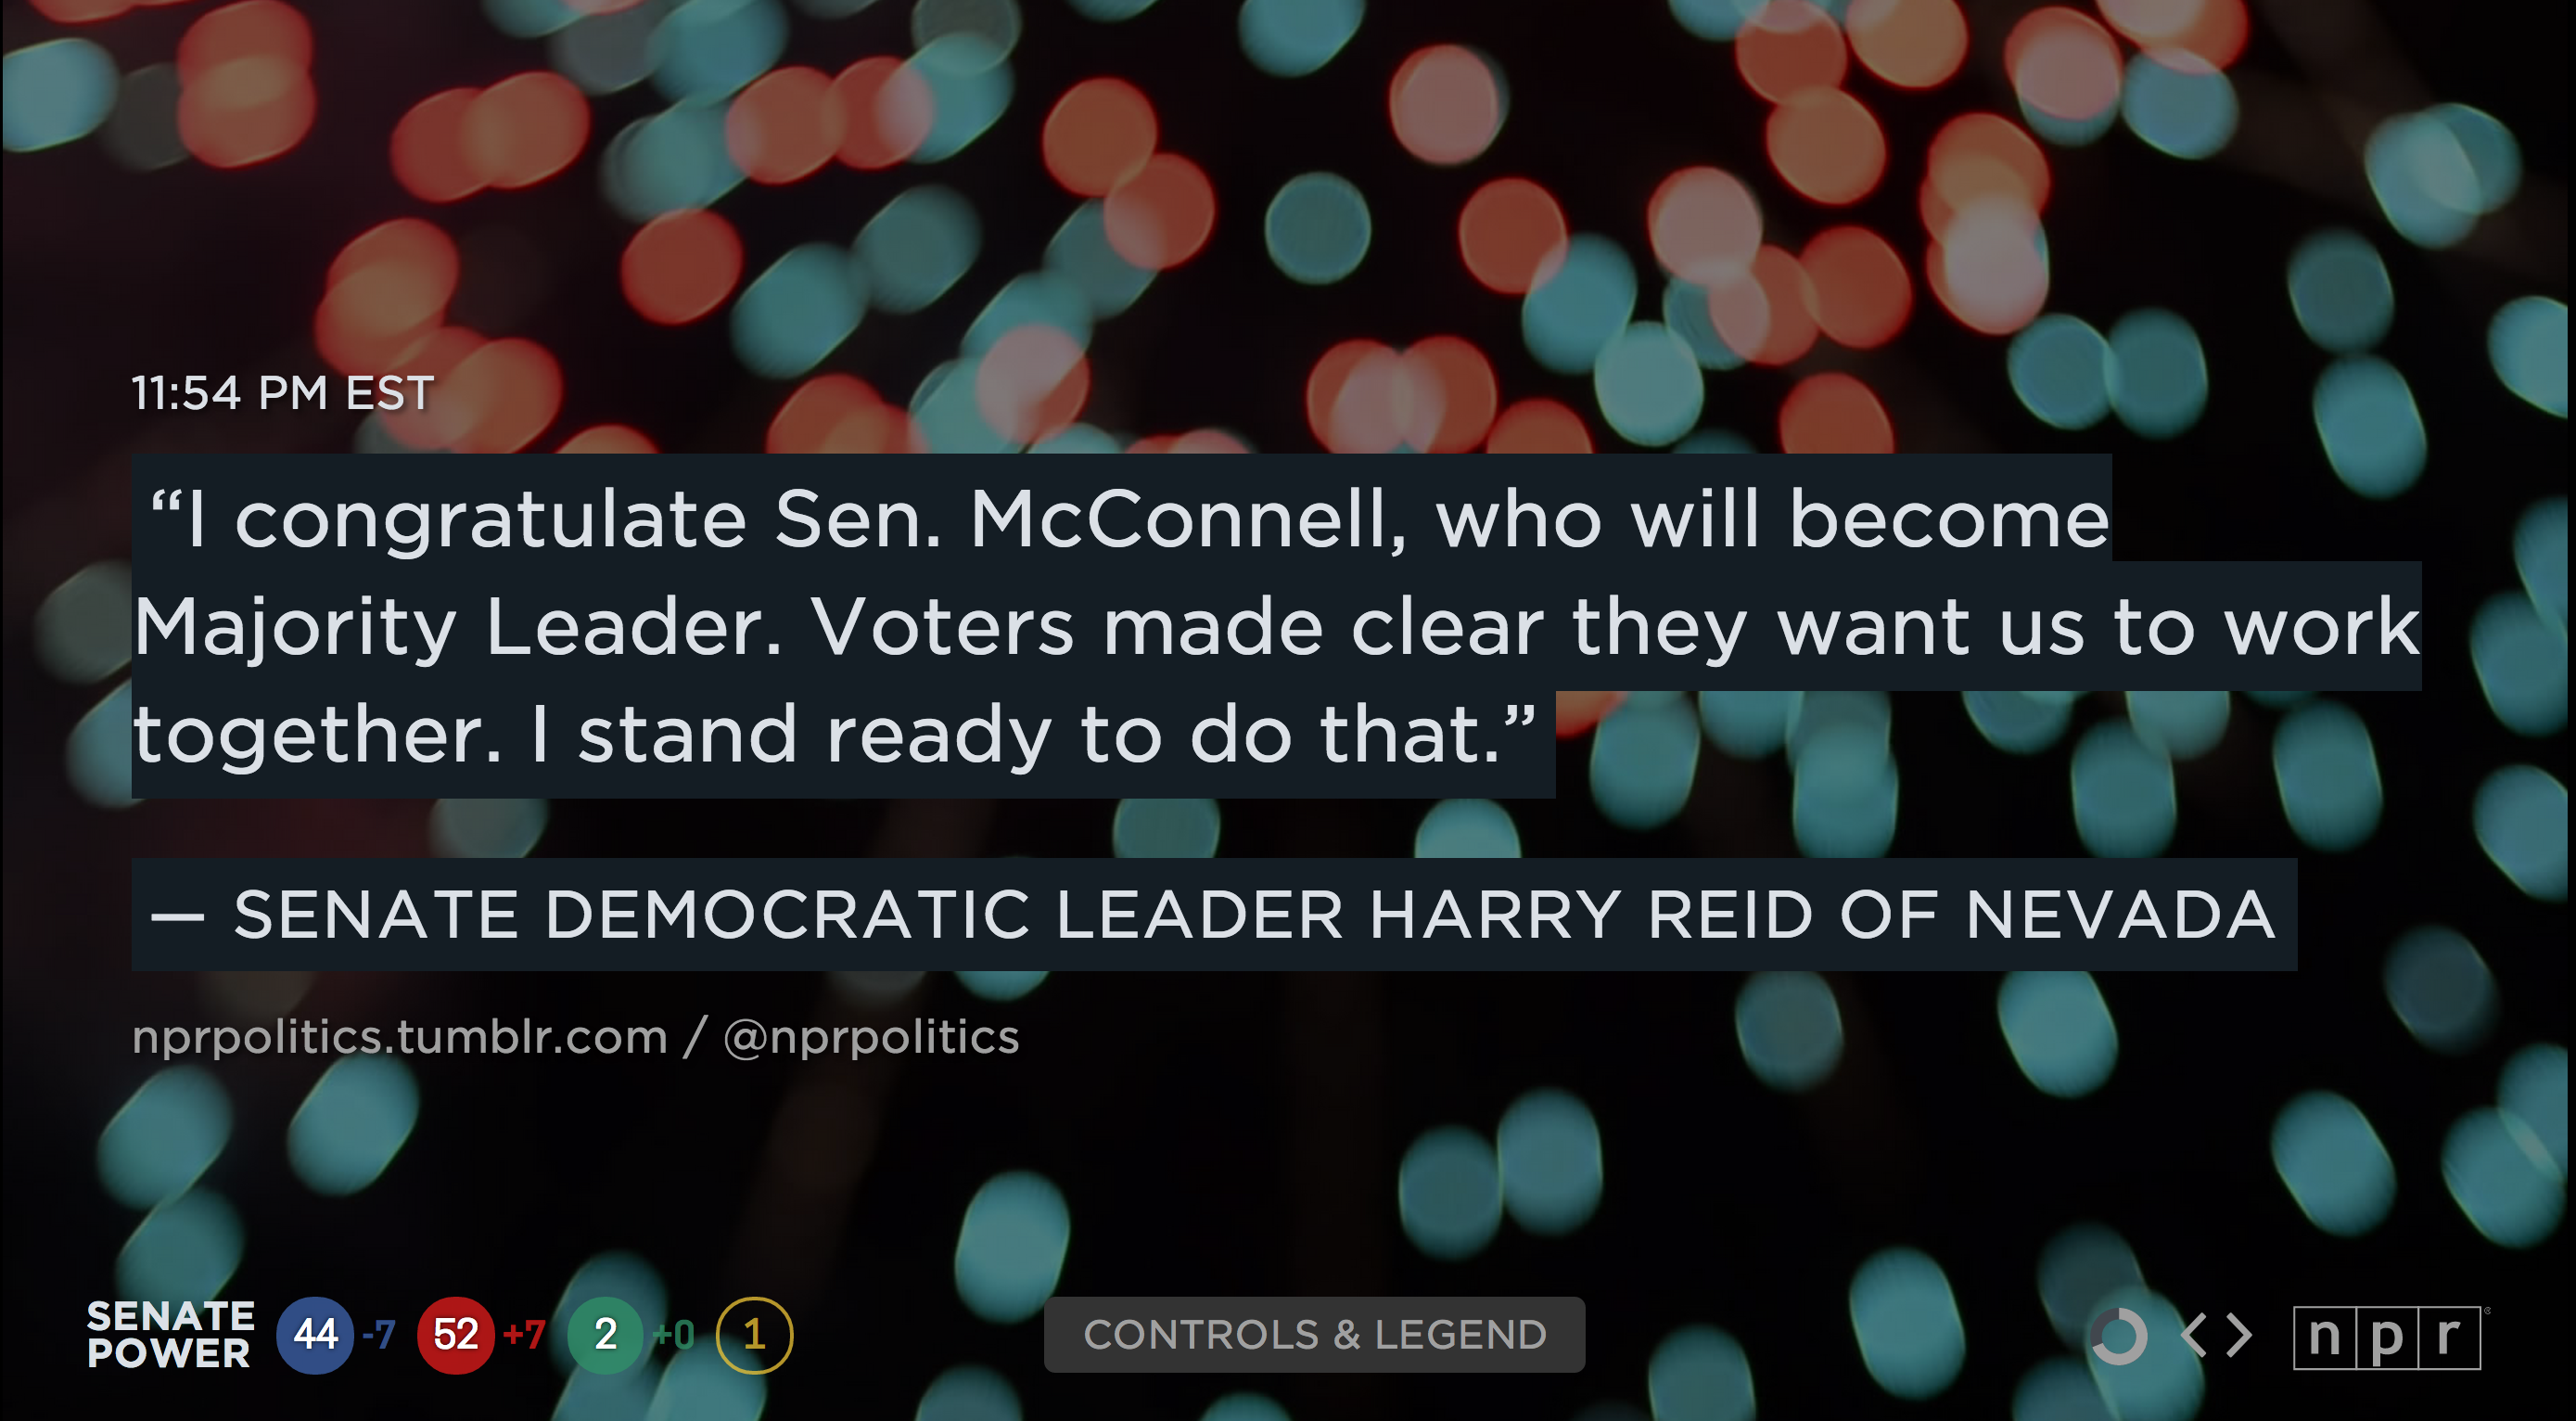 11:54 PM EST
“I congratulate Sen. McConnell, who will become
Majority Leader. Voters made clear they want us to work
together. I stand ready to do that.”
— SENATE DEMOCRATIC LEADER HARRY REID OF NEVADA
nprpolitics.tumblr.com / @nprpolitics
SENATE POWER 44 -7 52 +7 2 +0 1
CONTROLS & LEGEND
< >
npr